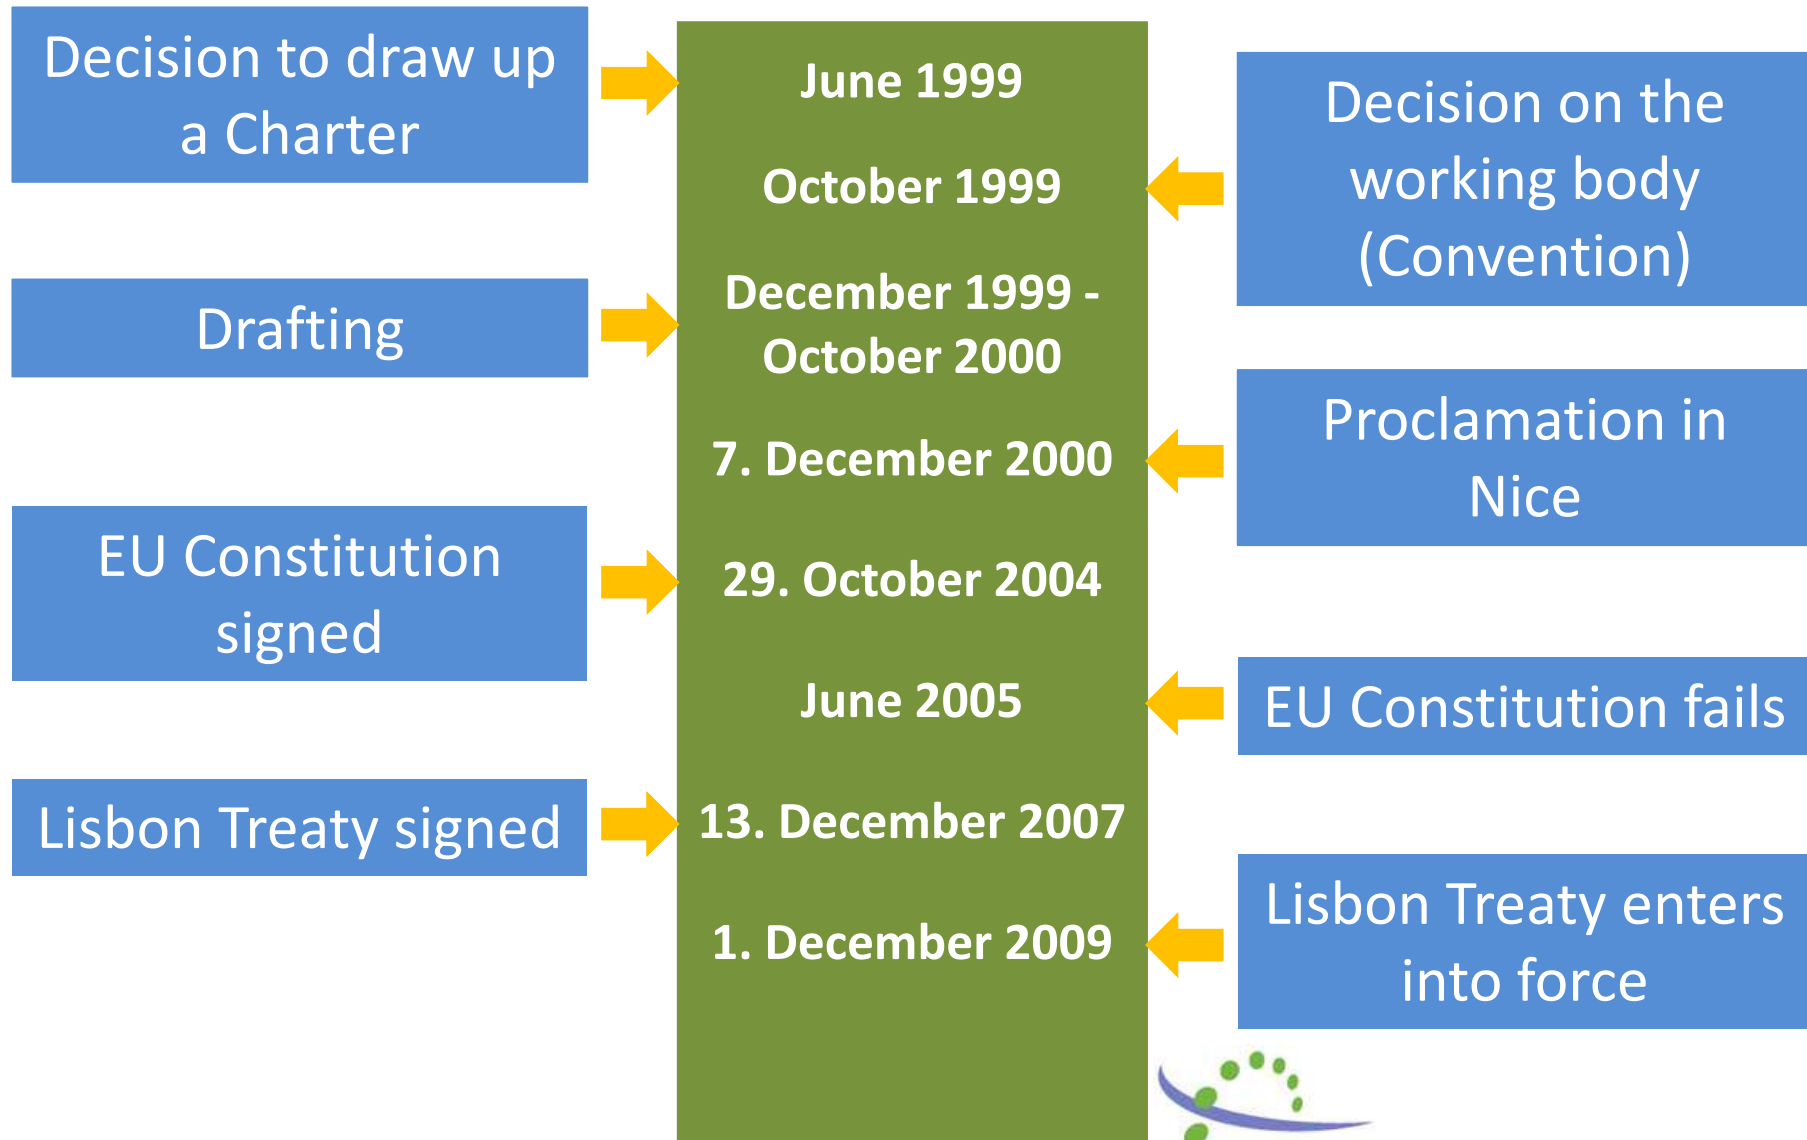 Decision to draw up
a Charter
June 1999
October 1999
Decision on the
working body
(Convention)
Drafting
December 1999 -
October 2000
7. December 2000
Proclamation in
Nice
EU Constitution
signed
29. October 2004
June 2005
EU Constitution fails
Lisbon Treaty signed
13. December 2007
1. December 2009
Lisbon Treaty enters
into force